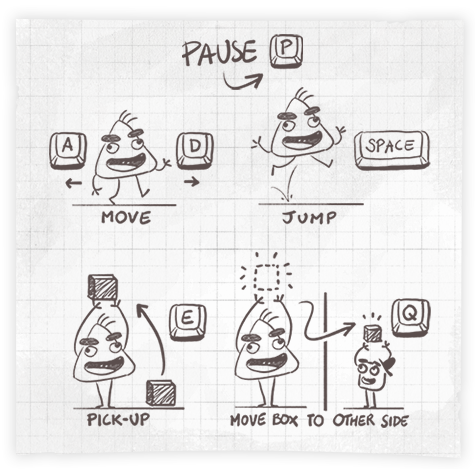 PAUSE P
A D SPACE
MOVE JUMP
E Q
PICK-UP MOVE BOX TO OTHER SIDE